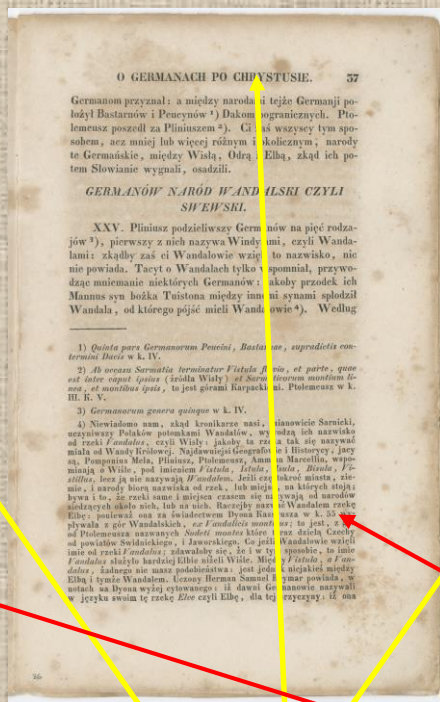 O GERMANACH PO CHRYSTUSIE. 37
Germanom przyznał: a między narodami tejże Germanji po-
łożył Bastarnów i Peucynów ¹) Dakom pogranicznych. Pto-
lemeusz poszedł za Pliniuszem ²). Ci zaś wszyscy tym spo-
sobem, acz mniej lub więcej różnym i okolicznym, narody
te Germańskie, między Wisłą, Odrą i Elbą, zkąd ich po-
tem Słowianie wygnali, osadzili.
GERMANÓW NARÓD WANDALSKI CZYLI
SWEWSKI.
XXV. Pliniusz podzieliwszy Germanów na pięć rodza-
jów ³), pierwszy z nich nazywa Windylami, czyli Wanda-
lami: zkądby zaś ci Wandalowie wzięli to nazwisko, nic
nie powiada. Tacyt o Wandalach tylko wspomniał, przywo-
dząc mniemanie niektórych Germanów: jakoby przodek ich
Mannus syn bożka Tuistona między innemi synami spłodził
Wandala, od którego pójść mieli Wandalowie ⁴). Według
1) Quinta pars Germanorum Peucini, Bastarnae, supradictis con-
termini Dacis w k. IV.
2) Ab occasu Sarmatia terminatur Vistula fluvio, et parte, quae
est inter caput ipsius (źródła Wisły) et Sarmaticorum montium li-
nea, et montibus ipsis, to jest górami Karpackimi. Ptolemeusz w k.
III. K. V.
3) Germanorum genera quinque w k. IV.
4) Niewiadomo nam, zkąd kronikarze nasi, mianowicie Sarnicki,
uczyniwszy Polaków potomkami Wandalów, wywodzą ich nazwisko
od rzeki Vandalus, czyli Wisły: jakoby ta rzeka tak się nazywać
miała od Wandy Królowej. Najdawniejsi Geografowie i Historycy, jacy
są, Pomponius Mela, Pliniusz, Ptolemeusz, Ammian Marcellin, wspo-
minają o Wiśle, pod imieniem Vistula, Istula, Bisula, Vi-
stillus, lecz ją nie nazywają Wandalem. Jeśli częstokroć miasta, zie-
mie, i narody biorą nazwiska od rzek, lub miejsc, na których stoją;
bywa i to, że rzeki same i miejsca czasem się nazywają od narodów
siedzących około nich, lub na nich. Raczejby nazwać Wandalem rzekę
Elbę; ponieważ ona za świadectwem Dyona Kassiusza w k. 55 wy-
pływa z gór Wandalskich, ex Vandalicis montibus; to jest, z gór
od Ptolemeusza nazwanych Sudeti montes które teraz dzielą Czechy
od powiatów Swidnickiego i Jaworskiego. Co jeźli Wandalowie wzięli
imie od rzeki Vandalus; zdawałoby się, że i w tym sposobie, to imie
Vandalus służyło bardziej Elbie niżeli Wiśle. Między Vistula, a Van-
dalus, żadnego nie masz podobieństwa: jest jednak niejakieś między
Elbą i tymże Wandalem. Uczony Herman Samuel Reymar powiada, w
notach na Dyona wyżej cytowanego: iż dawni Germanowie nazywali
w języku swoim tę rzekę Elve czyli Elbę, dla tej przyczyny: iż ona